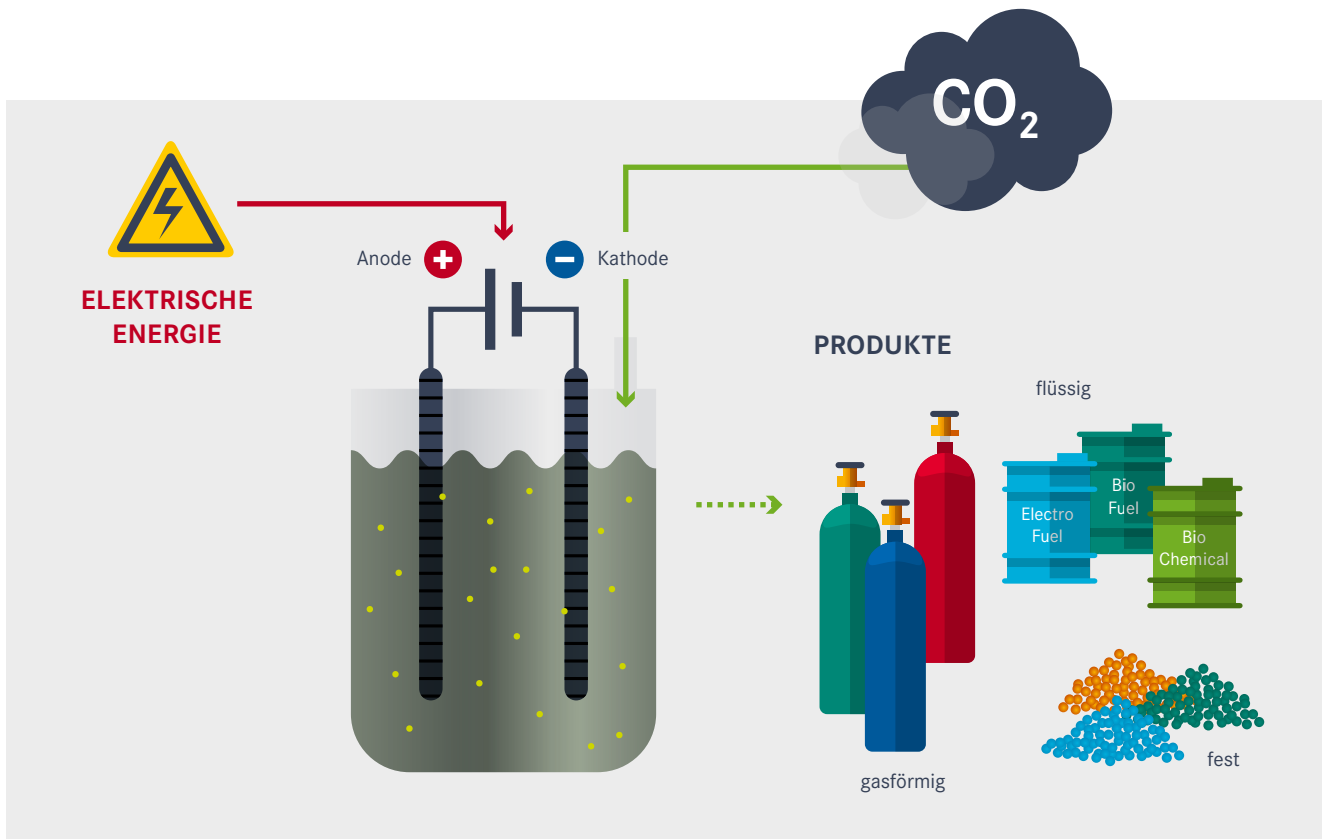 CO₂
ELEKTRISCHE
ENERGIE
Anode
+
−
Kathode
PRODUKTE
flüssig
Electro
Fuel
Bio
Fuel
Bio
Chemical
gasförmig
fest